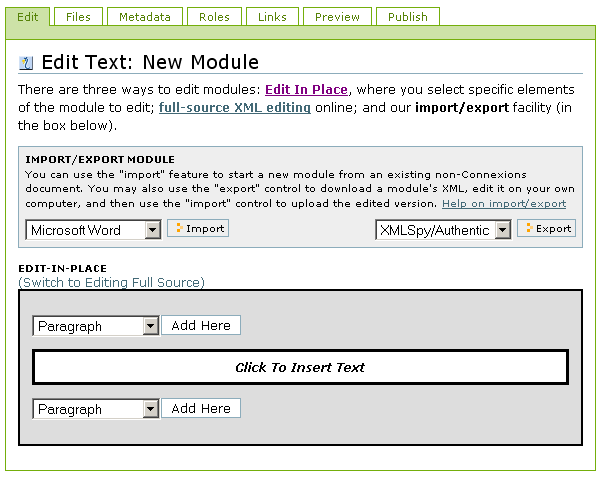 Edit Files Metadata Roles Links Preview Publish
Edit Text: New Module
There are three ways to edit modules: Edit In Place, where you select specific elements
of the module to edit; full-source XML editing online; and our import/export facility (in
the box below).
IMPORT/EXPORT MODULE
You can use the "import" feature to start a new module from an existing non-Connexions
document. You may also use the "export" control to download a module's XML, edit it on your own
computer, and then use the "import" control to upload the edited version. Help on import/export
Microsoft Word Import XMLSpy/Authentic Export
EDIT-IN-PLACE
(Switch to Editing Full Source)
Paragraph Add Here
Click To Insert Text
Paragraph Add Here